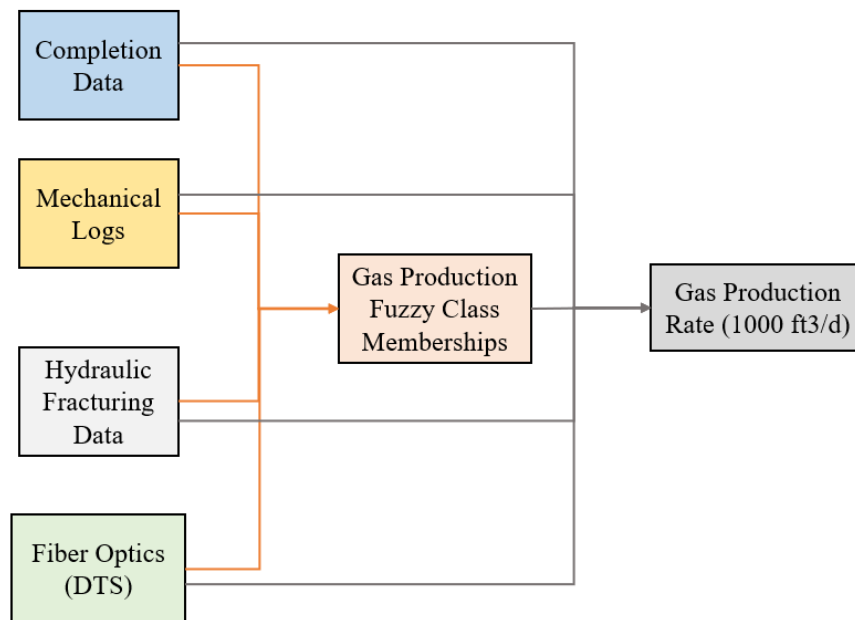 Completion
Data
Mechanical
Logs
Hydraulic
Fracturing
Data
Fiber Optics
(DTS)
Gas Production
Fuzzy Class
Memberships
Gas Production
Rate (1000 ft3/d)